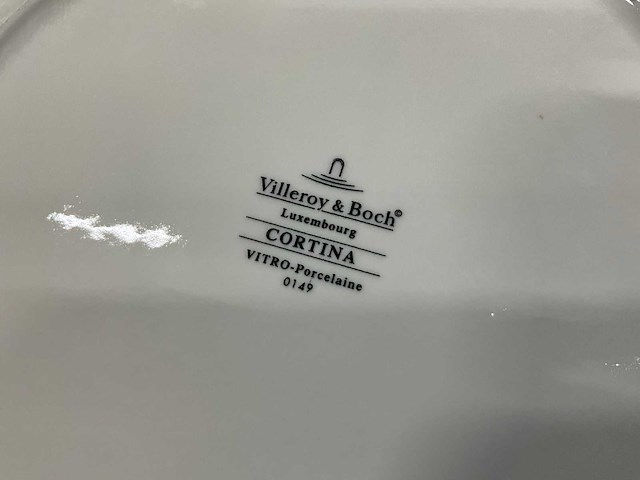 Villeroy & Boch©
Luxembourg
CORTINA
VITRO-Porcelaine
0149